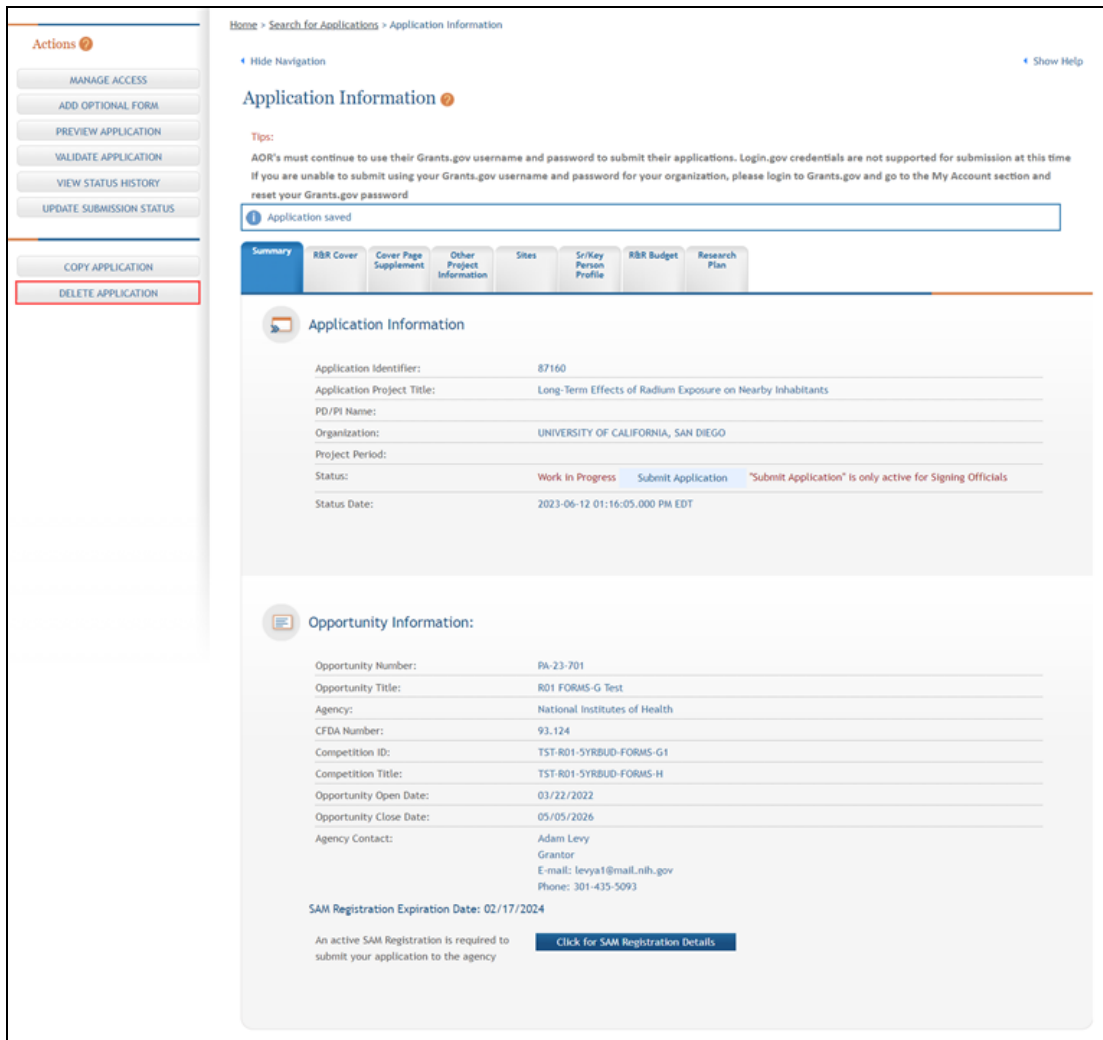 Home > Search for Applications > Application Information
Actions ?
MANAGE ACCESS
ADD OPTIONAL FORM
PREVIEW APPLICATION
VALIDATE APPLICATION
VIEW STATUS HISTORY
UPDATE SUBMISSION STATUS
COPY APPLICATION
DELETE APPLICATION
Hide Navigation
Show Help
Application Information ?
Tips:
AOR's must continue to use their Grants.gov username and password to submit their applications. Login.gov credentials are not supported for submission at this time
If you are unable to submit using your Grants.gov username and password for your organization, please login to Grants.gov and go to the My Account section and
reset your Grants.gov password
i Application saved
Summary
R&R Cover
Cover Page
Supplement
Other
Project
Information
Sites
Sr/Key
Person
Profile
R&R Budget
Research
Plan
Application Information
Application Identifier: 87160
Application Project Title: Long-Term Effects of Radium Exposure on Nearby Inhabitants
PD/PI Name:
Organization: UNIVERSITY OF CALIFORNIA, SAN DIEGO
Project Period:
Status: Work in Progress Submit Application "Submit Application" is only active for Signing Officials
Status Date: 2023-06-12 01:16:05.000 PM EDT
Opportunity Information:
Opportunity Number: PA-23-701
Opportunity Title: R01 FORMS-G Test
Agency: National Institutes of Health
CFDA Number: 93.124
Competition ID: TST-R01-5YRBUD-FORMS-G1
Competition Title: TST-R01-5YRBUD-FORMS-H
Opportunity Open Date: 03/22/2022
Opportunity Close Date: 05/05/2026
Agency Contact: Adam Levy
Grantor
E-mail: levya1@mail.nih.gov
Phone: 301-435-5093
SAM Registration Expiration Date: 02/17/2024
An active SAM Registration is required to
submit your application to the agency
Click for SAM Registration Details